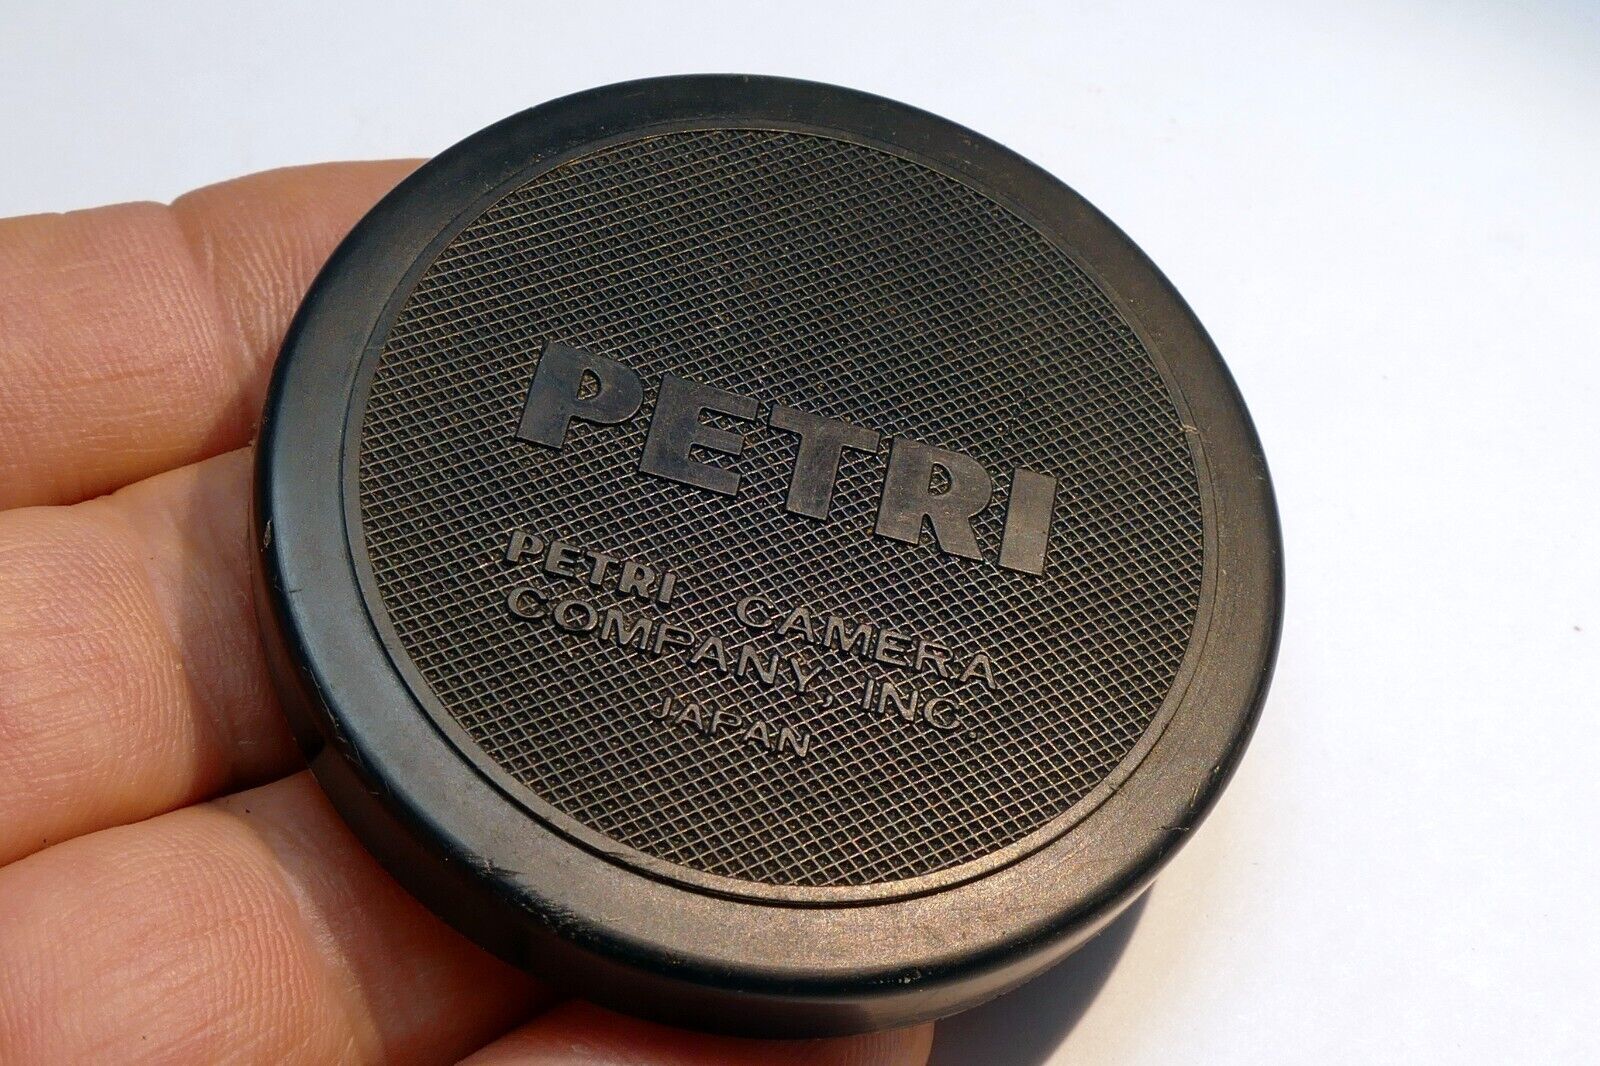 PETRI
PETRI CAMERA
COMPANY, INC.
JAPAN